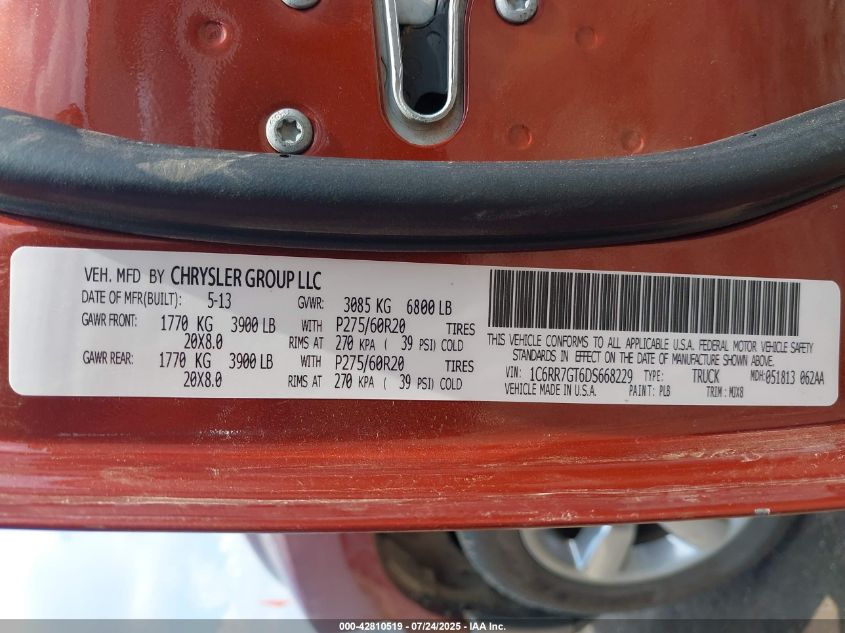 VEH. MFD BY CHRYSLER GROUP LLC
DATE OF MFR(BUILT): 5-13 GVWR: 3085 KG 6800 LB
GAWR FRONT: 1770 KG 3900 LB WITH P275/60R20 TIRES
20X8.0 RIMS AT 270 KPA ( 39 PSI) COLD
GAWR REAR: 1770 KG 3900 LB WITH P275/60R20 TIRES
20X8.0 RIMS AT 270 KPA ( 39 PSI) COLD
THIS VEHICLE CONFORMS TO ALL APPLICABLE U.S.A. FEDERAL MOTOR VEHICLE SAFETY
STANDARDS IN EFFECT ON THE DATE OF MANUFACTURE SHOWN ABOVE.
VIN: 1C6RR7GT6DS668229 TYPE: TRUCK MDH: 051813 062AA
VEHICLE MADE IN U.S.A. PAINT: PLB TRIM: MJX8
000-42810519 - 07/24/2025 - IAA Inc.